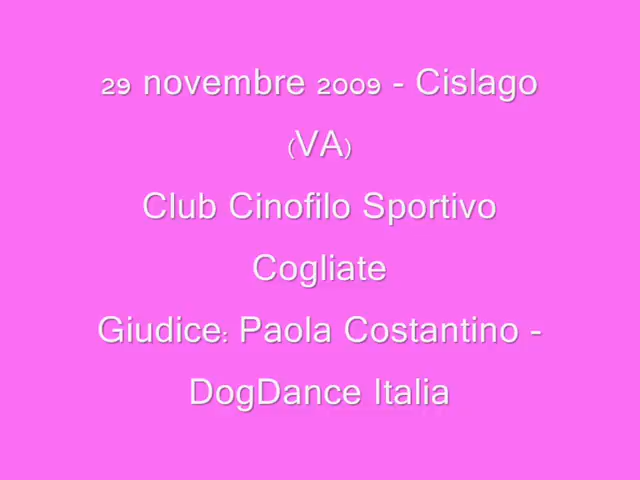 29 novembre 2009 - Cislago
(VA)
Club Cinofilo Sportivo
Cogliate
Giudice: Paola Costantino -
DogDance Italia